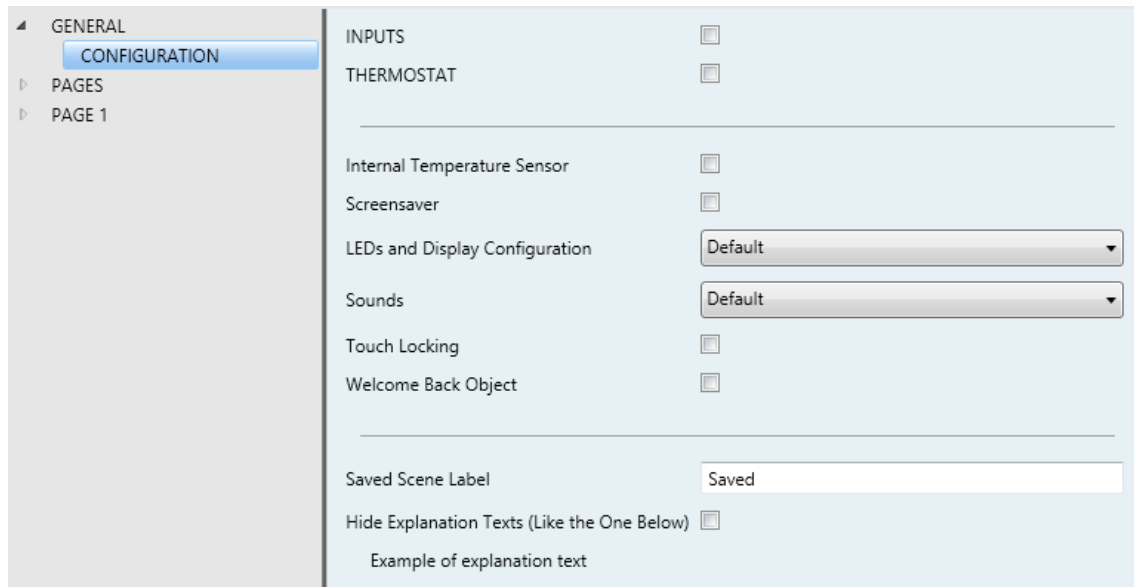 GENERAL
CONFIGURATION
PAGES
PAGE 1
INPUTS
THERMOSTAT
Internal Temperature Sensor
Screensaver
LEDs and Display Configuration Default
Sounds Default
Touch Locking
Welcome Back Object
Saved Scene Label Saved
Hide Explanation Texts (Like the One Below)
Example of explanation text